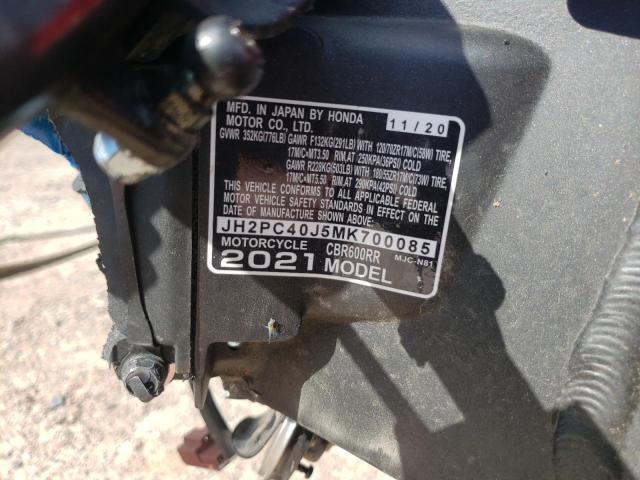 MFD. IN JAPAN BY HONDA
MOTOR CO., LTD. 11/20
GVWR 352KG(776LB) GAWR F132KG(291LB) WITH 120/70ZR17M/C(58W) TIRE,
17M/C×MT3.50 RIM, AT 250KPA(36PSI) COLD
GAWR R228KG(503LB) WITH 180/55ZR17M/C(73W) TIRE,
17M/C×MT5.50 RIM, AT 290KPA(42PSI) COLD
THIS VEHICLE CONFORMS TO ALL APPLICABLE FEDERAL
MOTOR VEHICLE SAFETY STANDARDS IN EFFECT ON THE
DATE OF MANUFACTURE SHOWN ABOVE.
JH2PC40J5MK700085
MOTORCYCLE CBR600RR MJC-N81
2021 MODEL